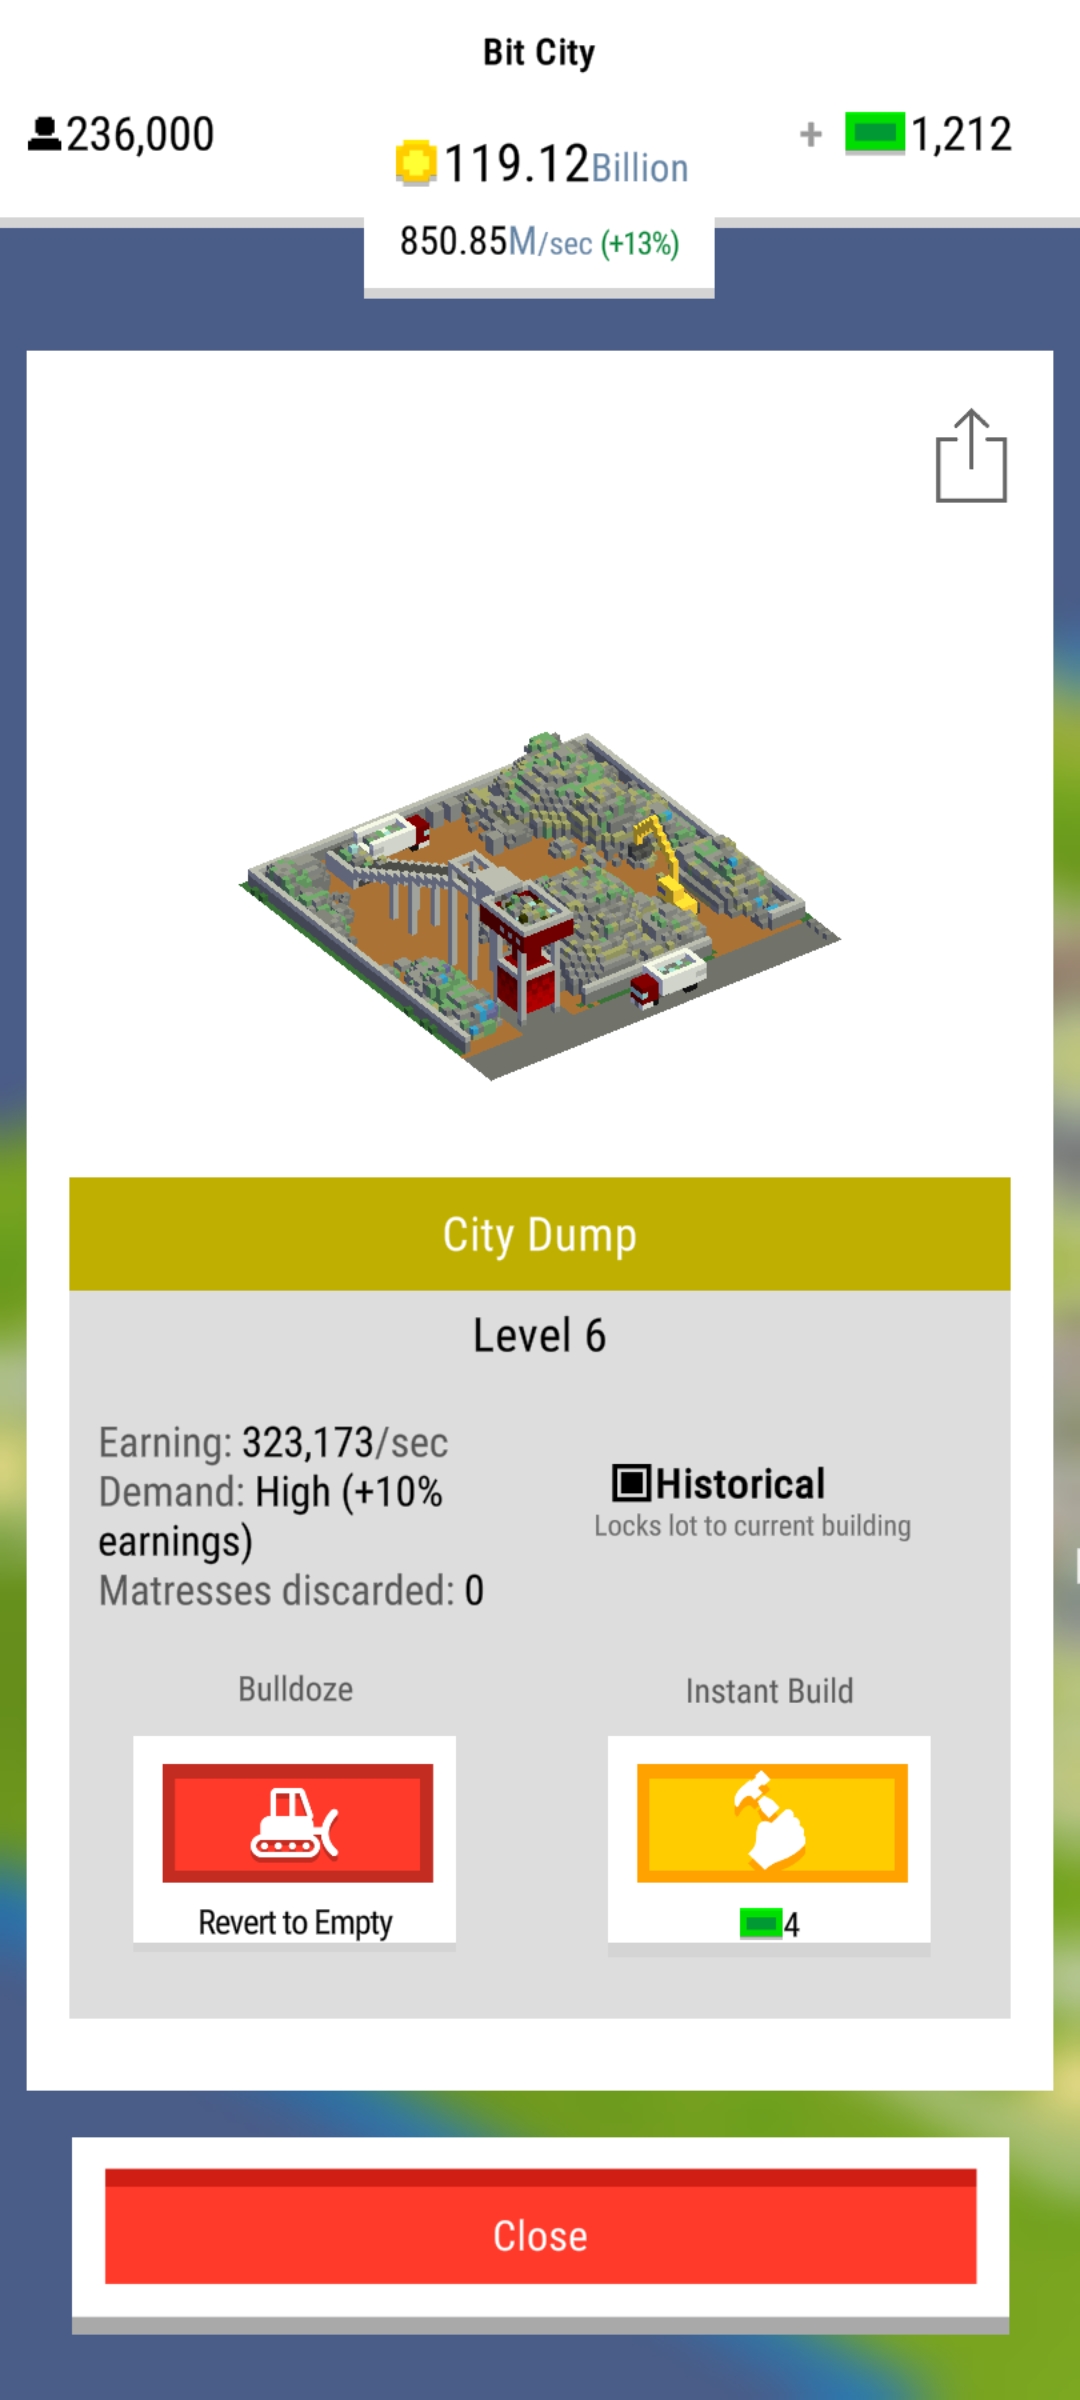 Bit City
236,000
119.12Billion
+ 1,212
850.85M/sec (+13%)
City Dump
Level 6
Earning: 323,173/sec
Demand: High (+10%
earnings)
Matresses discarded: 0
Historical
Locks lot to current building
Bulldoze
Instant Build
Revert to Empty
4
Close